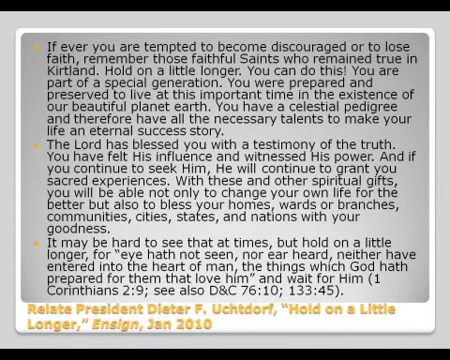 If ever you are tempted to become discouraged or to lose
faith, remember those faithful Saints who remained true in
Kirtland. Hold on a little longer. You can do this! You are
part of a special generation. You were prepared and
preserved to live at this important time in the existence of
our beautiful planet earth. You have a celestial pedigree
and therefore have all the necessary talents to make your
life an eternal success story.
The Lord has blessed you with a testimony of the truth.
You have felt His influence and witnessed His power. And if
you continue to seek Him, He will continue to grant you
sacred experiences. With these and other spiritual gifts,
you will be able not only to change your own life for the
better but also to bless your homes, wards or branches,
communities, cities, states, and nations with your
goodness.
It may be hard to see that at times, but hold on a little
longer, for “eye hath not seen, nor ear heard, neither have
entered into the heart of man, the things which God hath
prepared for them that love him” and wait for Him (1
Corinthians 2:9; see also D&C 76:10; 133:45).
Relate President Dieter F. Uchtdorf, “Hold on a Little
Longer,” Ensign, Jan 2010